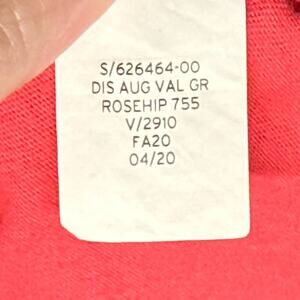 S/626464-00
DIS AUG VAL GR
ROSEHIP 755
V/2910
FA20
04/20